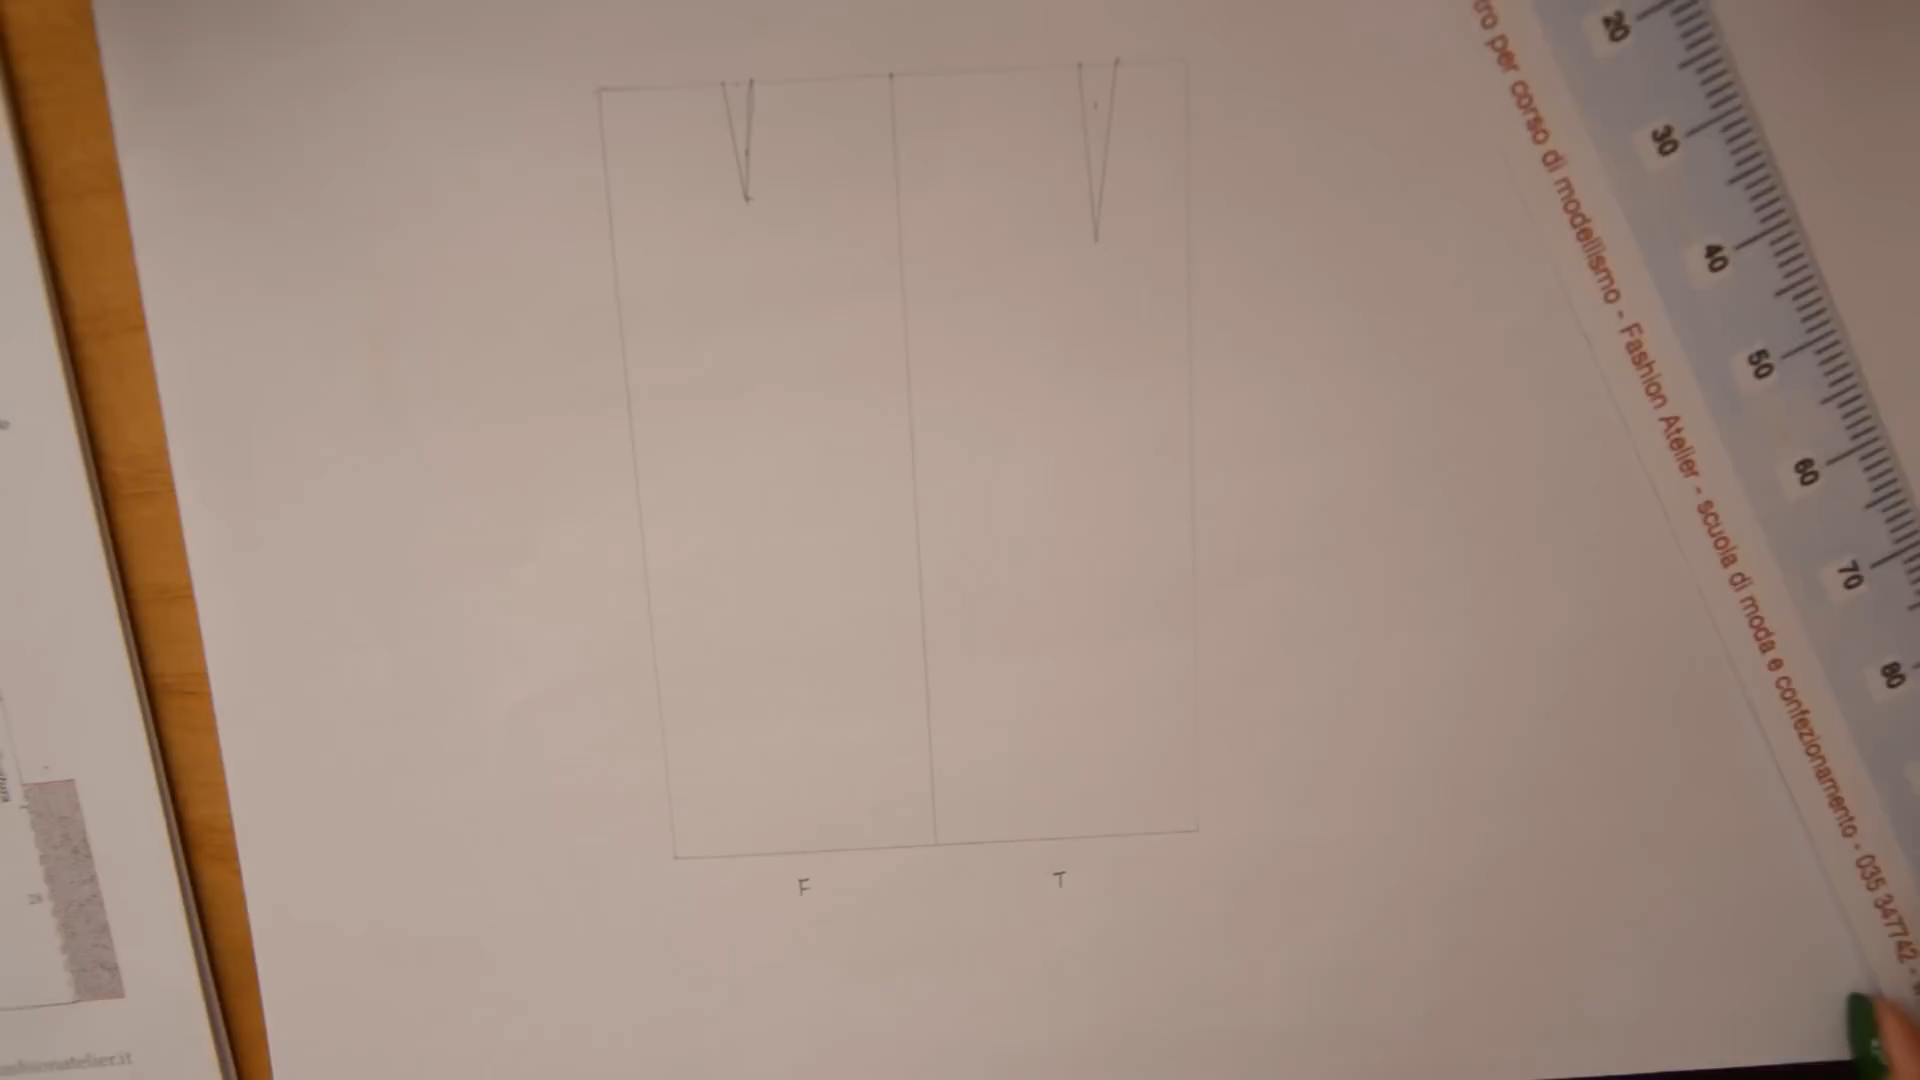 20
30
40
50
60
70
80
per corso di modellismo - Fashion Atelier - scuola di moda e confezionamento - 035 347742 -
F
T